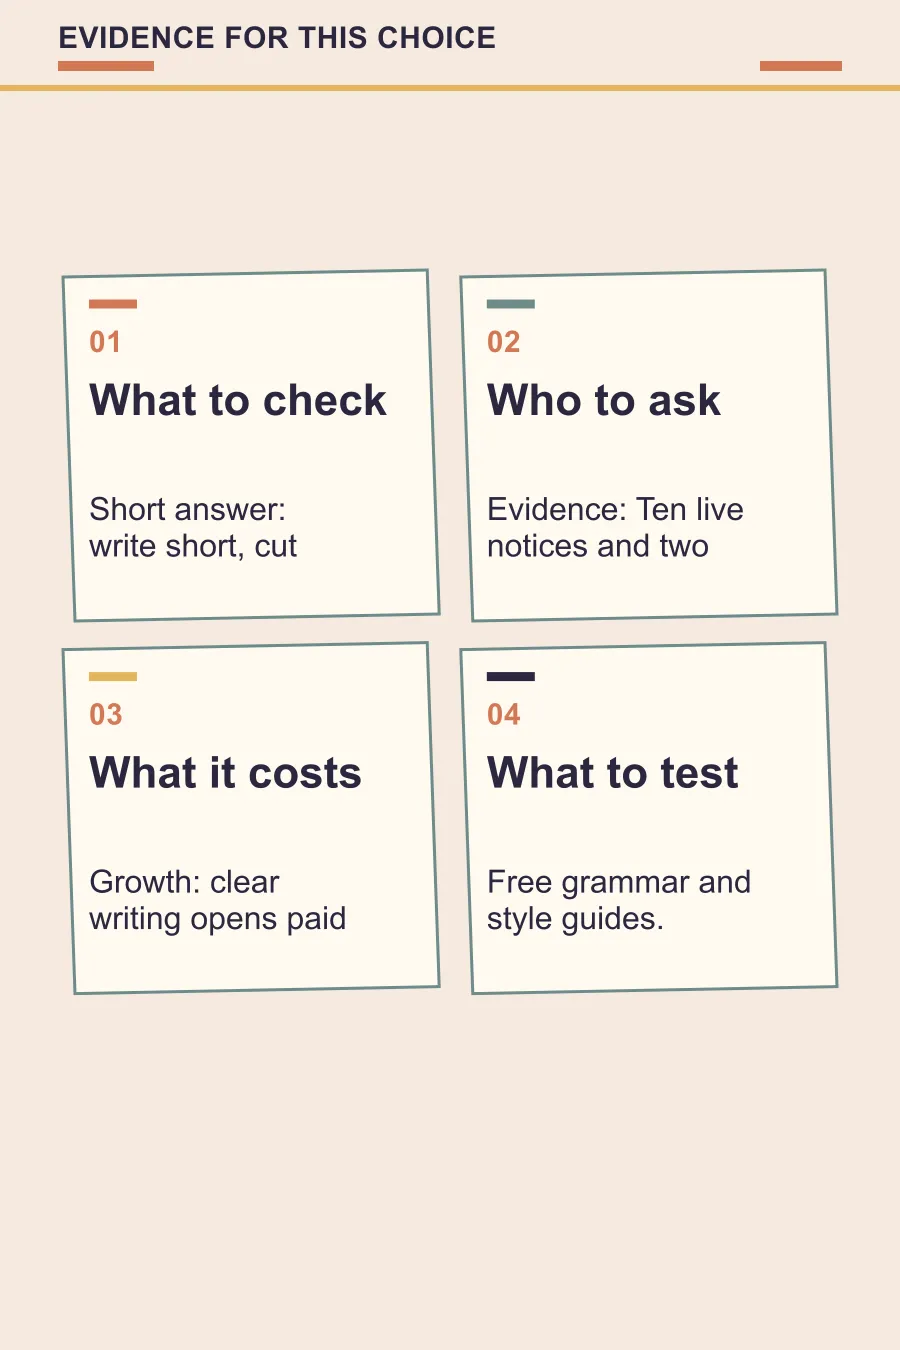 EVIDENCE FOR THIS CHOICE
01
What to check
Short answer:
write short, cut
02
Who to ask
Evidence: Ten live
notices and two
03
What it costs
Growth: clear
writing opens paid
04
What to test
Free grammar and
style guides.